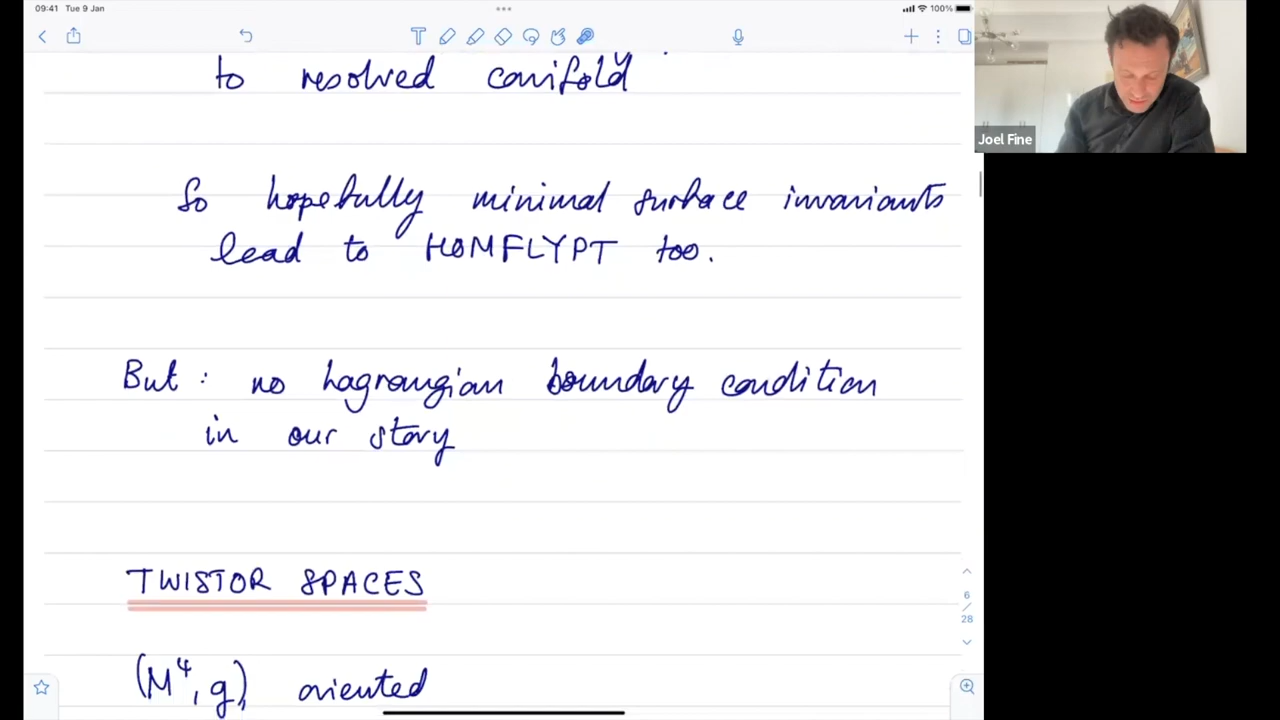 09:41 Tue 9 Jan
100%
to resolved conifold
So hopefully minimal surface invariants
lead to HOMFLYPT too.
But : no Lagrangian boundary condition
in our story
TWISTOR SPACES
(M⁴, g) oriented
6
/
28
Joel Fine